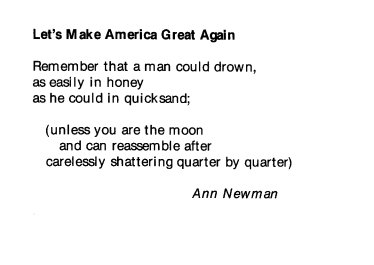 Let's Make America Great Again
Remember that a man could drown,
as easily in honey
as he could in quicksand;
(unless you are the moon
and can reassemble after
carelessly shattering quarter by quarter)
Ann Newman